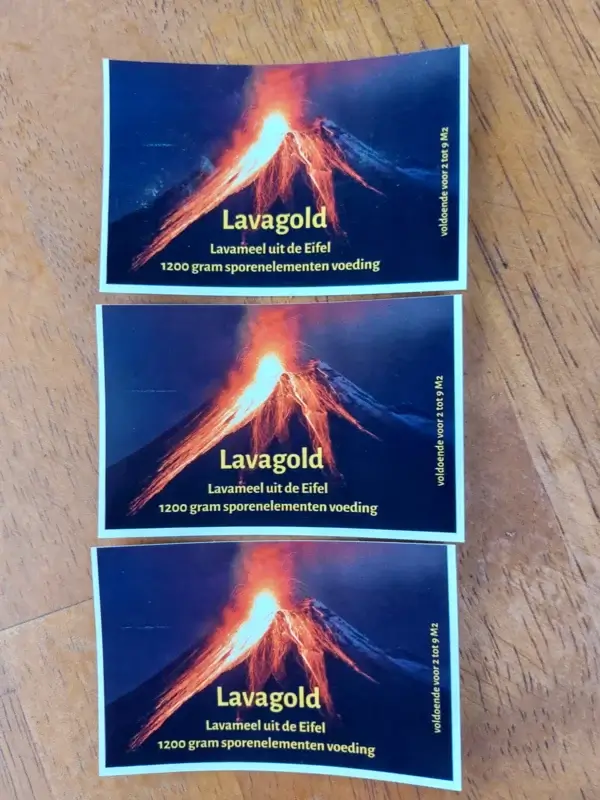 Lavagold
Lavameel uit de Eifel
1200 gram sporenelementen voeding
voldoende voor 2 tot 9 M2
Lavagold
Lavameel uit de Eifel
1200 gram sporenelementen voeding
voldoende voor 2 tot 9 M2
Lavagold
Lavameel uit de Eifel
1200 gram sporenelementen voeding
voldoende voor 2 tot 9 M2